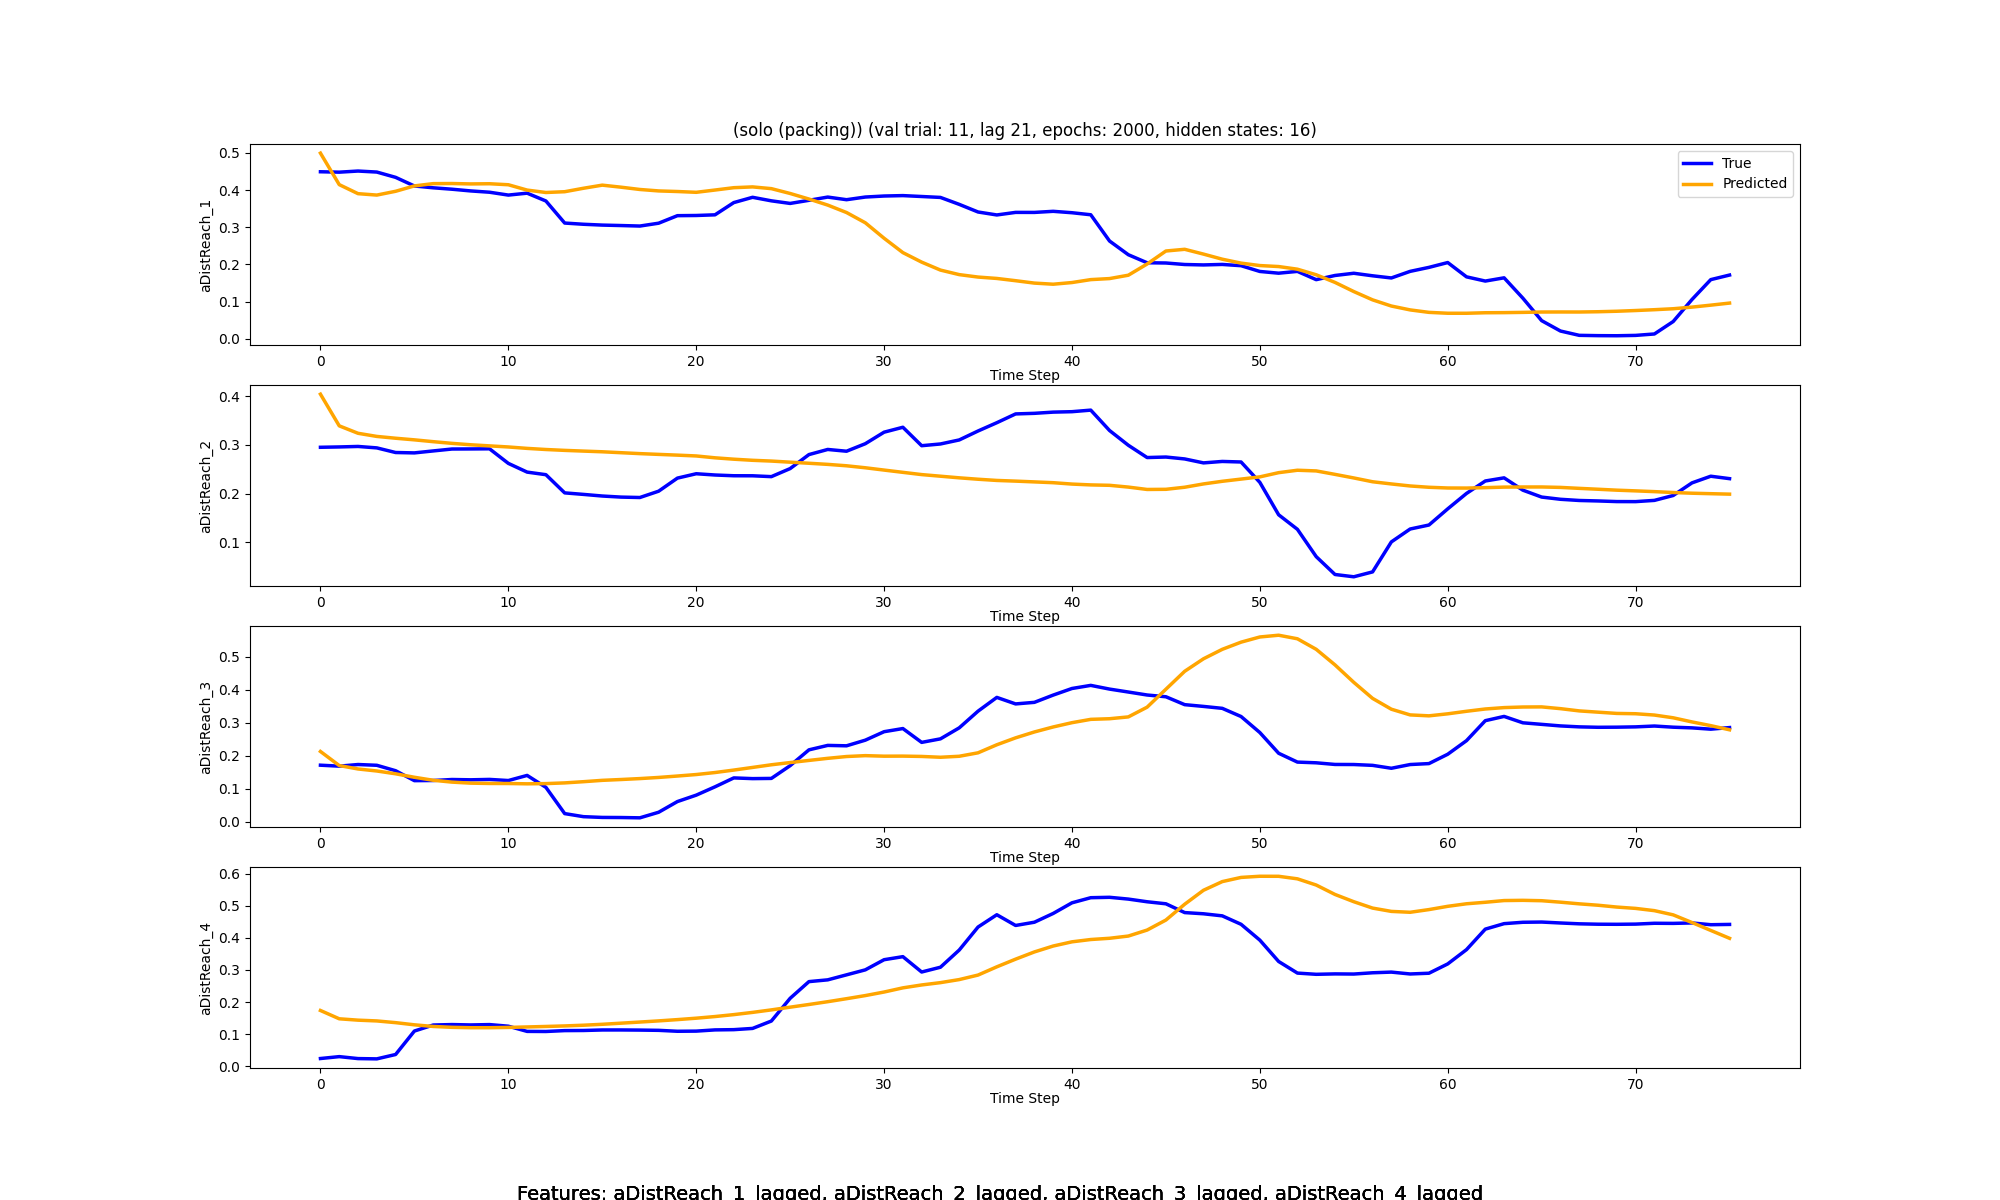 (solo (packing)) (val trial: 11, lag 21, epochs: 2000, hidden states: 16)
True
Predicted
aDistReach_1
0.5
0.4
0.3
0.2
0.1
0.0
0 10 20 30 40 50 60 70
Time Step
aDistReach_2
0.4
0.3
0.2
0.1
0 10 20 30 40 50 60 70
Time Step
aDistReach_3
0.5
0.4
0.3
0.2
0.1
0.0
0 10 20 30 40 50 60 70
Time Step
aDistReach_4
0.6
0.5
0.4
0.3
0.2
0.1
0.0
0 10 20 30 40 50 60 70
Time Step
Features: aDistReach_1_lagged, aDistReach_2_lagged, aDistReach_3_lagged, aDistReach_4_lagged